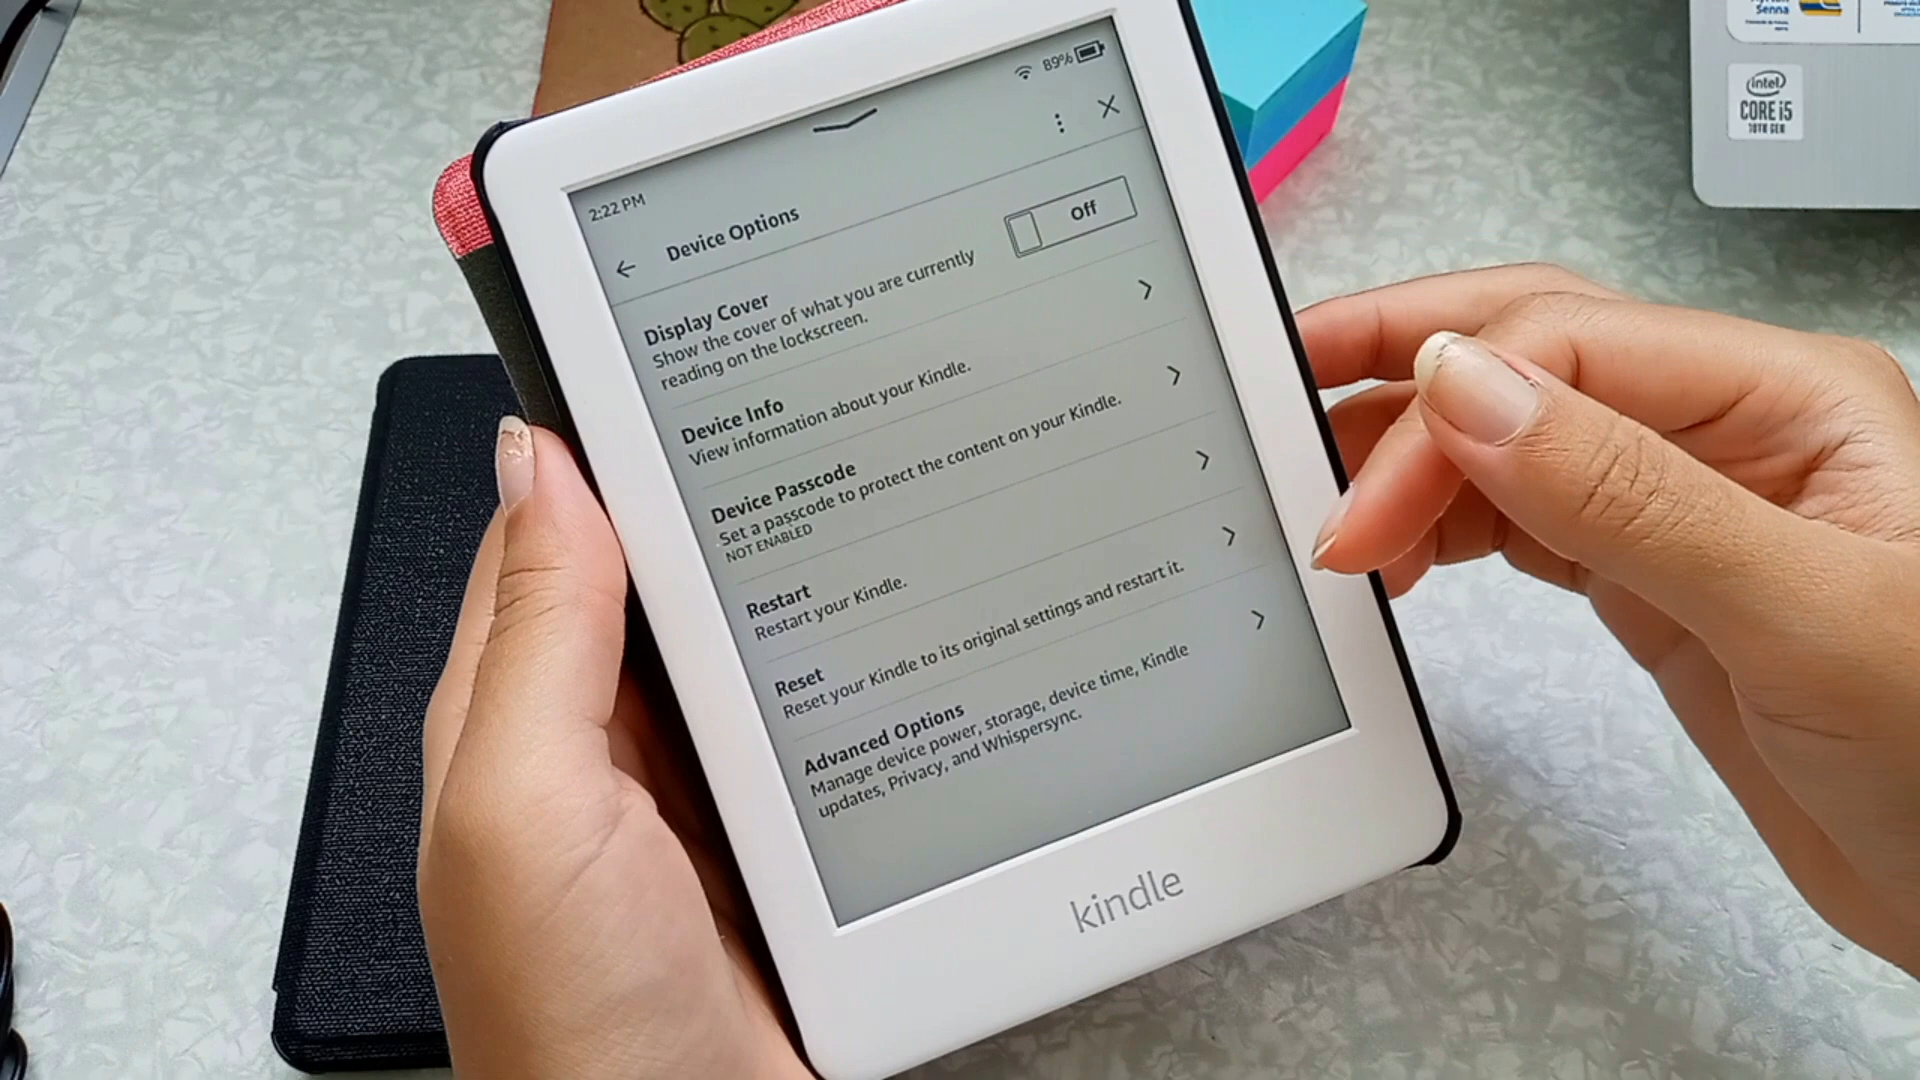 89%
2:22 PM
Device Options
Display Cover
Show the cover of what you are currently
reading on the lockscreen.
Off
Device Info
View information about your Kindle.
Device Passcode
Set a passcode to protect the content on your Kindle.
NOT ENABLED
Restart
Restart your Kindle.
Reset
Reset your Kindle to its original settings and restart it.
Advanced Options
Manage device power, storage, device time, Kindle
updates, Privacy, and Whispersync.
kindle
Senna
intel
CORE i5
10TH GEN